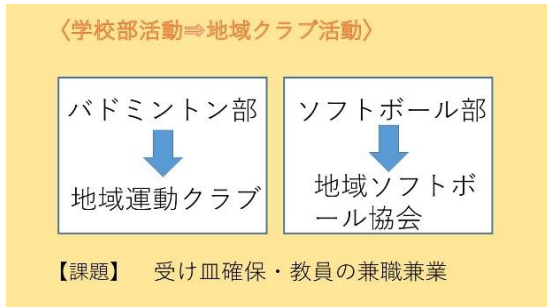 〈学校部活動⇒地域クラブ活動〉
バドミントン部
地域運動クラブ
ソフトボール部
地域ソフトボ
ール協会
【課題】　受け皿確保・教員の兼職兼業